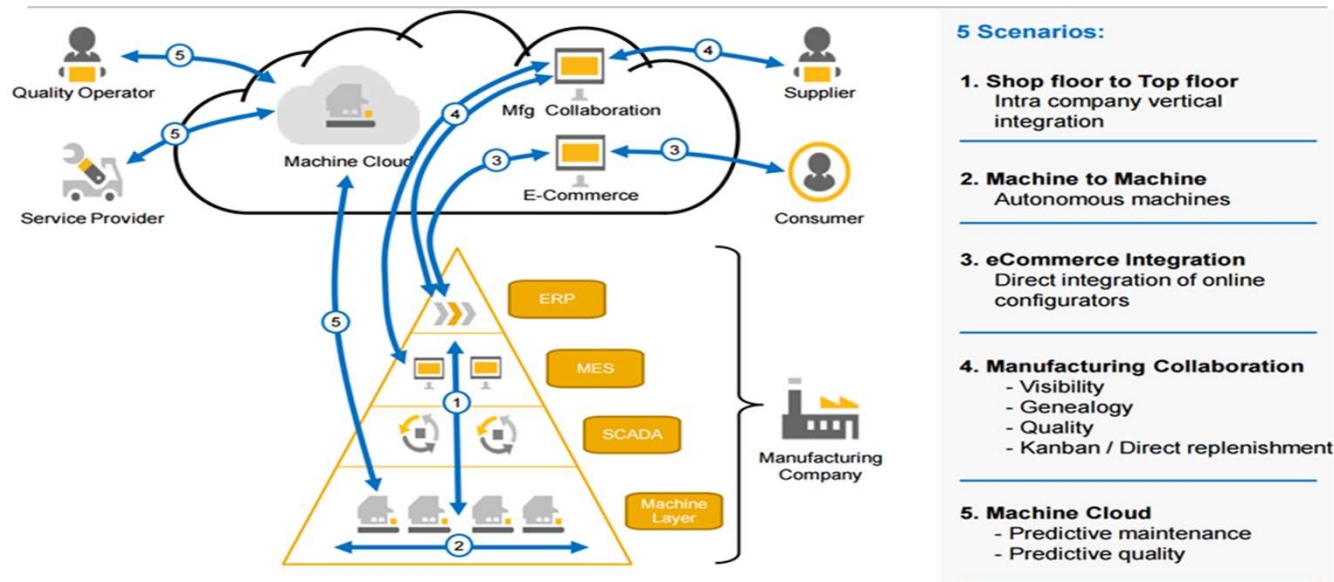 5
Quality Operator
5
Service Provider
Machine Cloud
4
Mfg Collaboration
4
Supplier
3
E-Commerce
3
Consumer
5
ERP
MES
1
SCADA
Machine
Layer
2
Manufacturing
Company
5 Scenarios:
1. Shop floor to Top floor
Intra company vertical
integration
2. Machine to Machine
Autonomous machines
3. eCommerce Integration
Direct integration of online
configurators
4. Manufacturing Collaboration
- Visibility
- Genealogy
- Quality
- Kanban / Direct replenishment
5. Machine Cloud
- Predictive maintenance
- Predictive quality